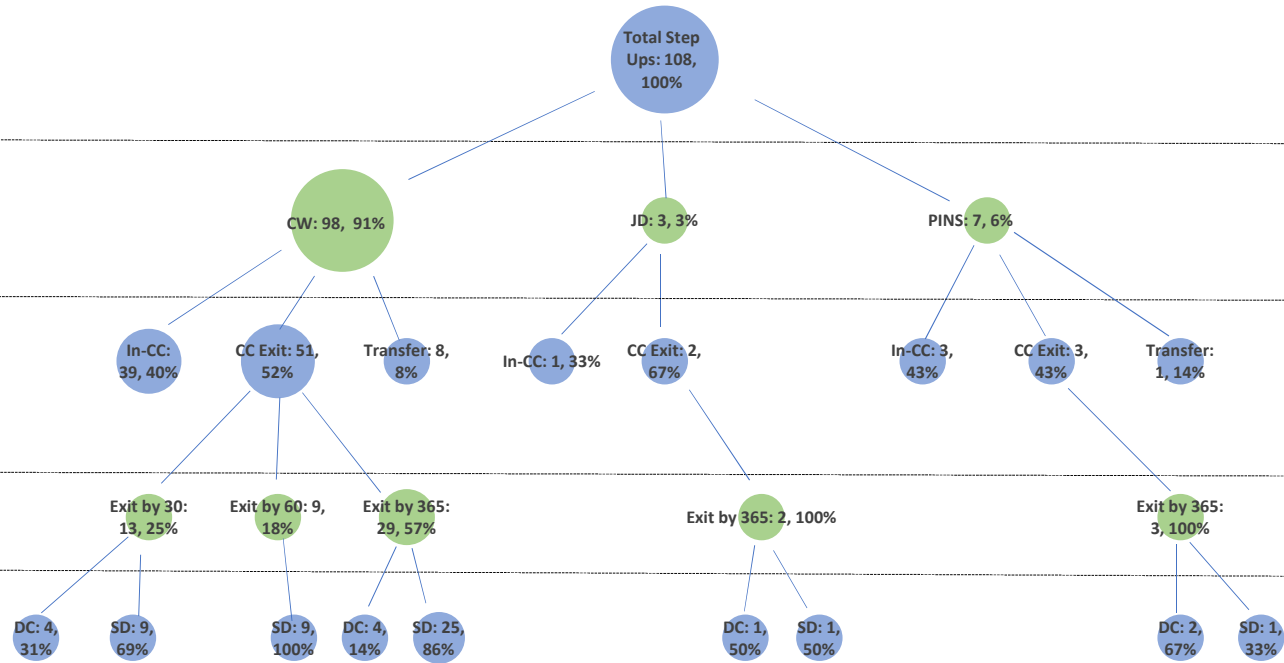 Total Step
Ups: 108,
100%
CW: 98, 91%
JD: 3, 3%
PINS: 7, 6%
In-CC:
39, 40%
CC Exit: 51,
52%
Transfer: 8,
8%
In-CC: 1, 33%
CC Exit: 2,
67%
In-CC: 3,
43%
CC Exit: 3,
43%
Transfer:
1, 14%
Exit by 30:
13, 25%
Exit by 60: 9,
18%
Exit by 365:
29, 57%
Exit by 365: 2, 100%
Exit by 365:
3, 100%
DC: 4,
31%
SD: 9,
69%
SD: 9,
100%
DC: 4,
14%
SD: 25,
86%
DC: 1,
50%
SD: 1,
50%
DC: 2,
67%
SD: 1,
33%